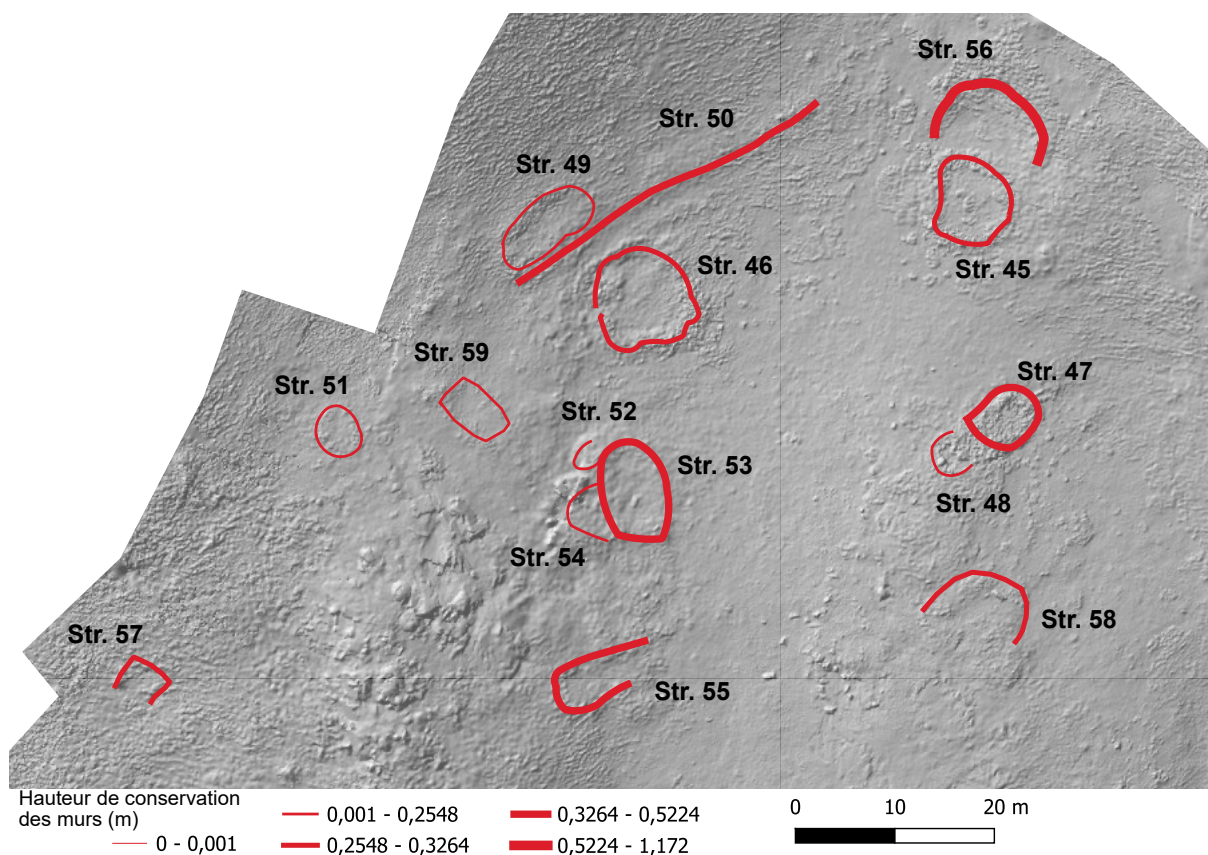 Str. 56
Str. 50
Str. 49
Str. 46
Str. 45
Str. 59
Str. 51
Str. 47
Str. 52
Str. 53
Str. 48
Str. 54
Str. 58
Str. 57
Str. 55
Hauteur de conservation
des murs (m)
0 - 0,001
0,001 - 0,2548
0,2548 - 0,3264
0,3264 - 0,5224
0,5224 - 1,172
0 10 20 m